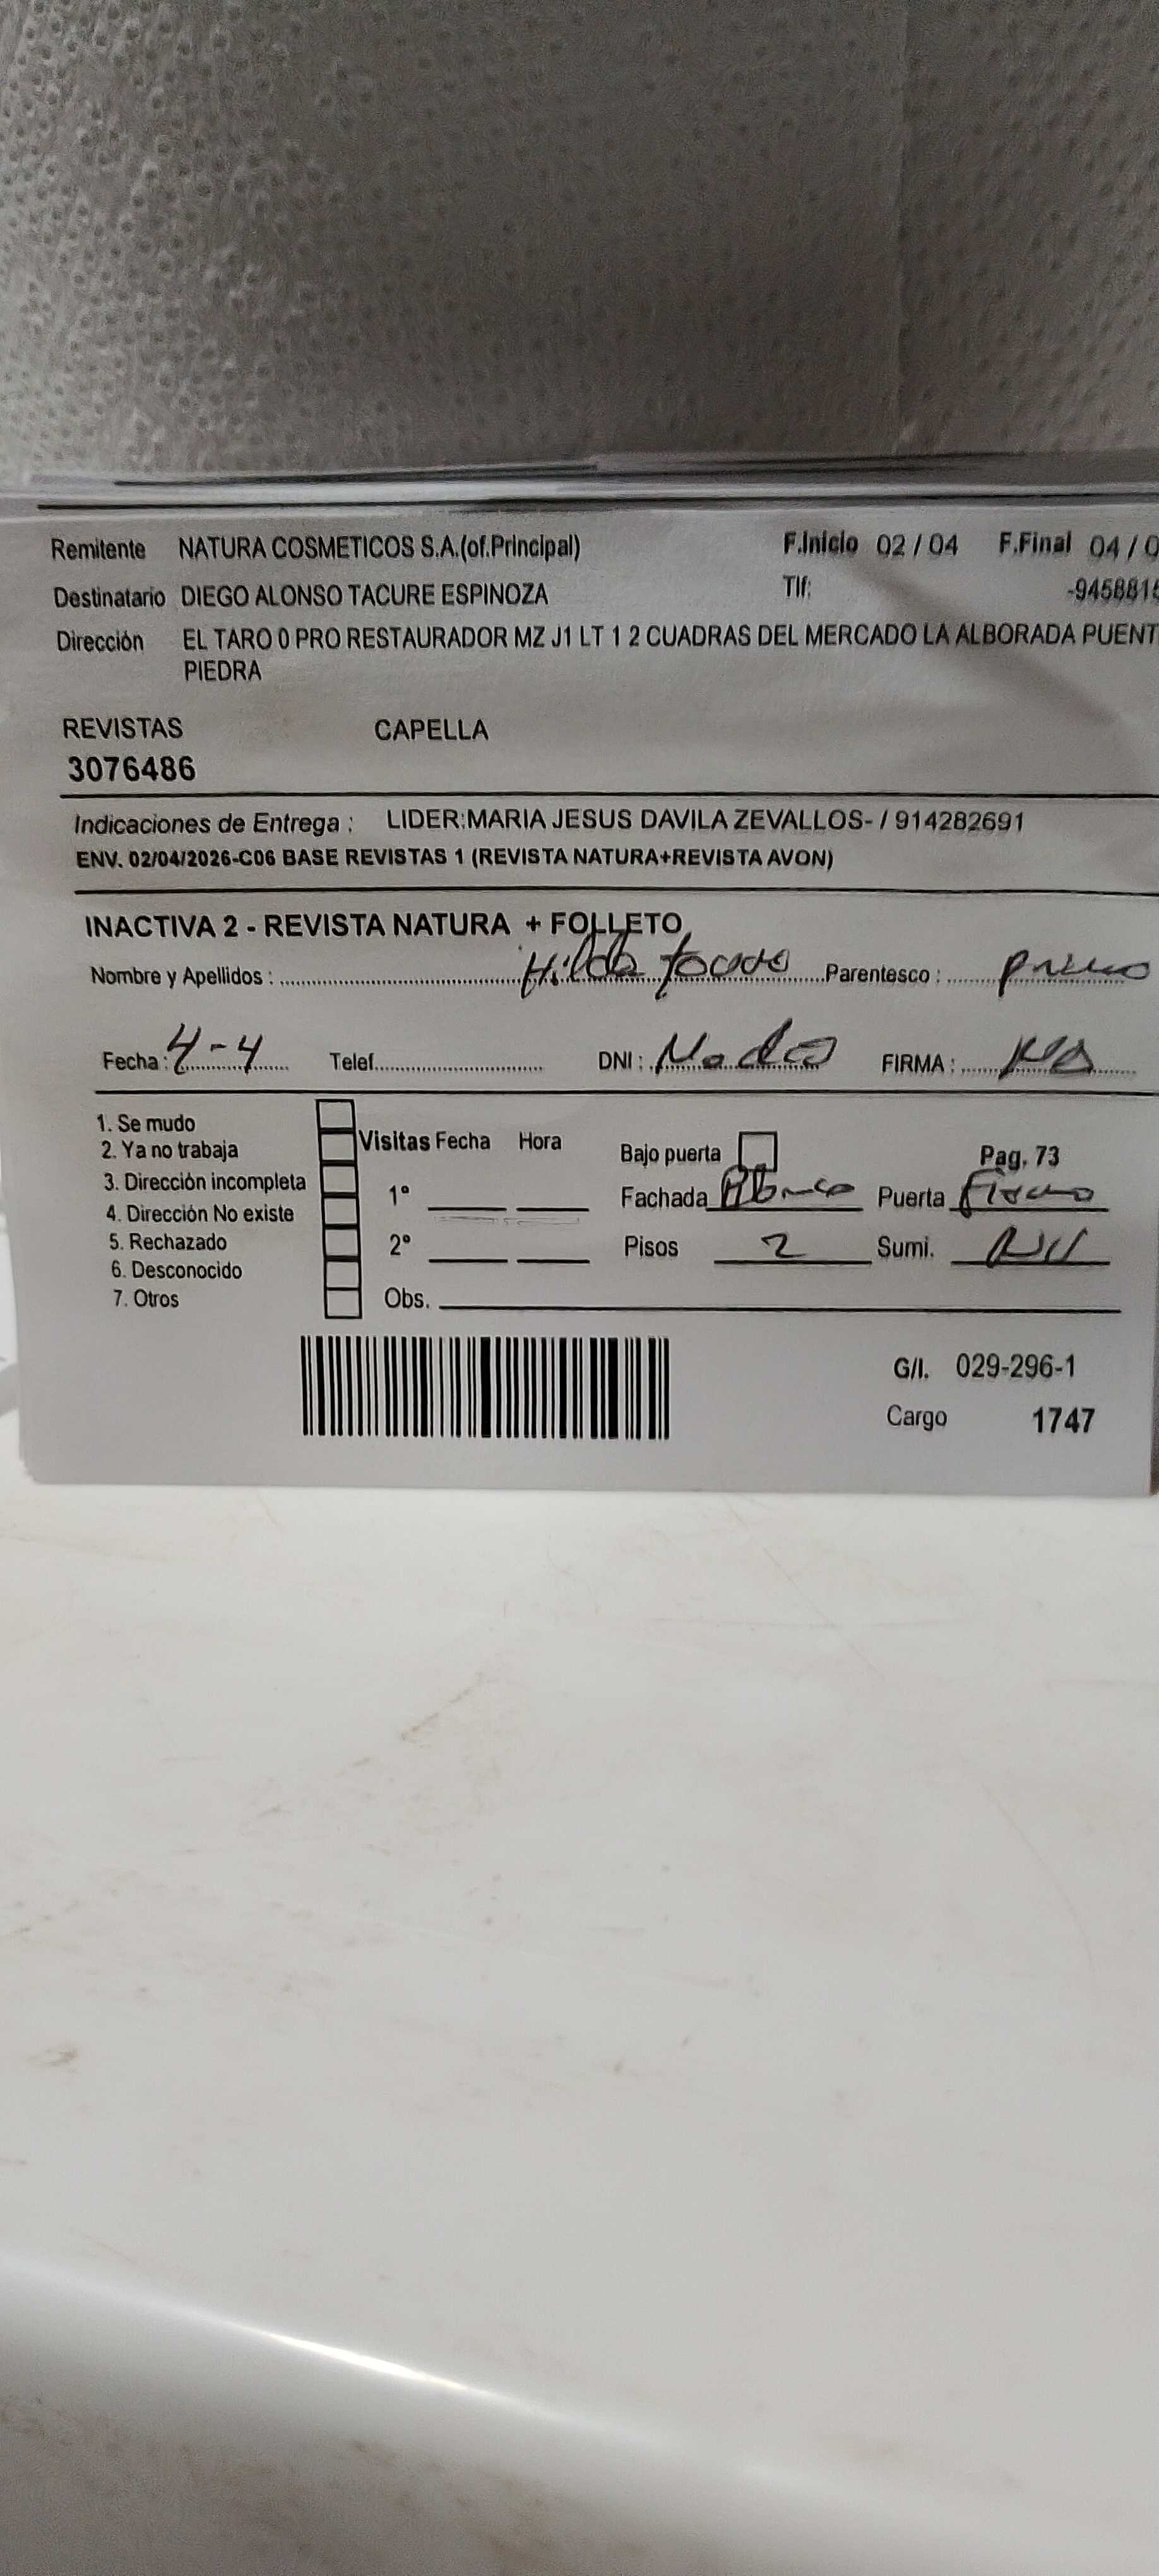 Remitente NATURA COSMETICOS S.A.(of.Principal) F.Inicio 02 / 04 F.Final 04 / 0
Destinatario DIEGO ALONSO TACURE ESPINOZA Tlf: -9458815
Dirección EL TARO 0 PRO RESTAURADOR MZ J1 LT 1 2 CUADRAS DEL MERCADO LA ALBORADA PUENT
PIEDRA
REVISTAS CAPELLA
3076486
Indicaciones de Entrega : LIDER:MARIA JESUS DAVILA ZEVALLOS- / 914282691
ENV. 02/04/2026-C06 BASE REVISTAS 1 (REVISTA NATURA+REVISTA AVON)
INACTIVA 2 - REVISTA NATURA + FOLLETO
Nombre y Apellidos : Hilda Parentesco :
Fecha : 4-4 Telef. DNI : FIRMA :
1. Se mudo
2. Ya no trabaja
3. Dirección incompleta
4. Dirección No existe
5. Rechazado
6. Desconocido
7. Otros
Visitas Fecha Hora
1°
2°
Obs.
Bajo puerta Pag. 73
Fachada Puerta
Pisos 2 Sumi.
G/I. 029-296-1
Cargo 1747